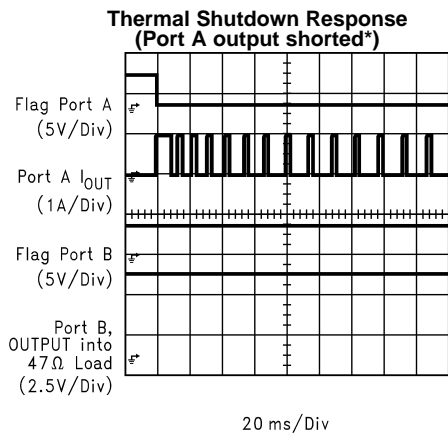 Thermal Shutdown Response
(Port A output shorted*)
Flag Port A
(5V/Div)
Port A IOUT
(1A/Div)
Flag Port B
(5V/Div)
Port B,
OUTPUT into
47Ω Load
(2.5V/Div)
20 ms/Div